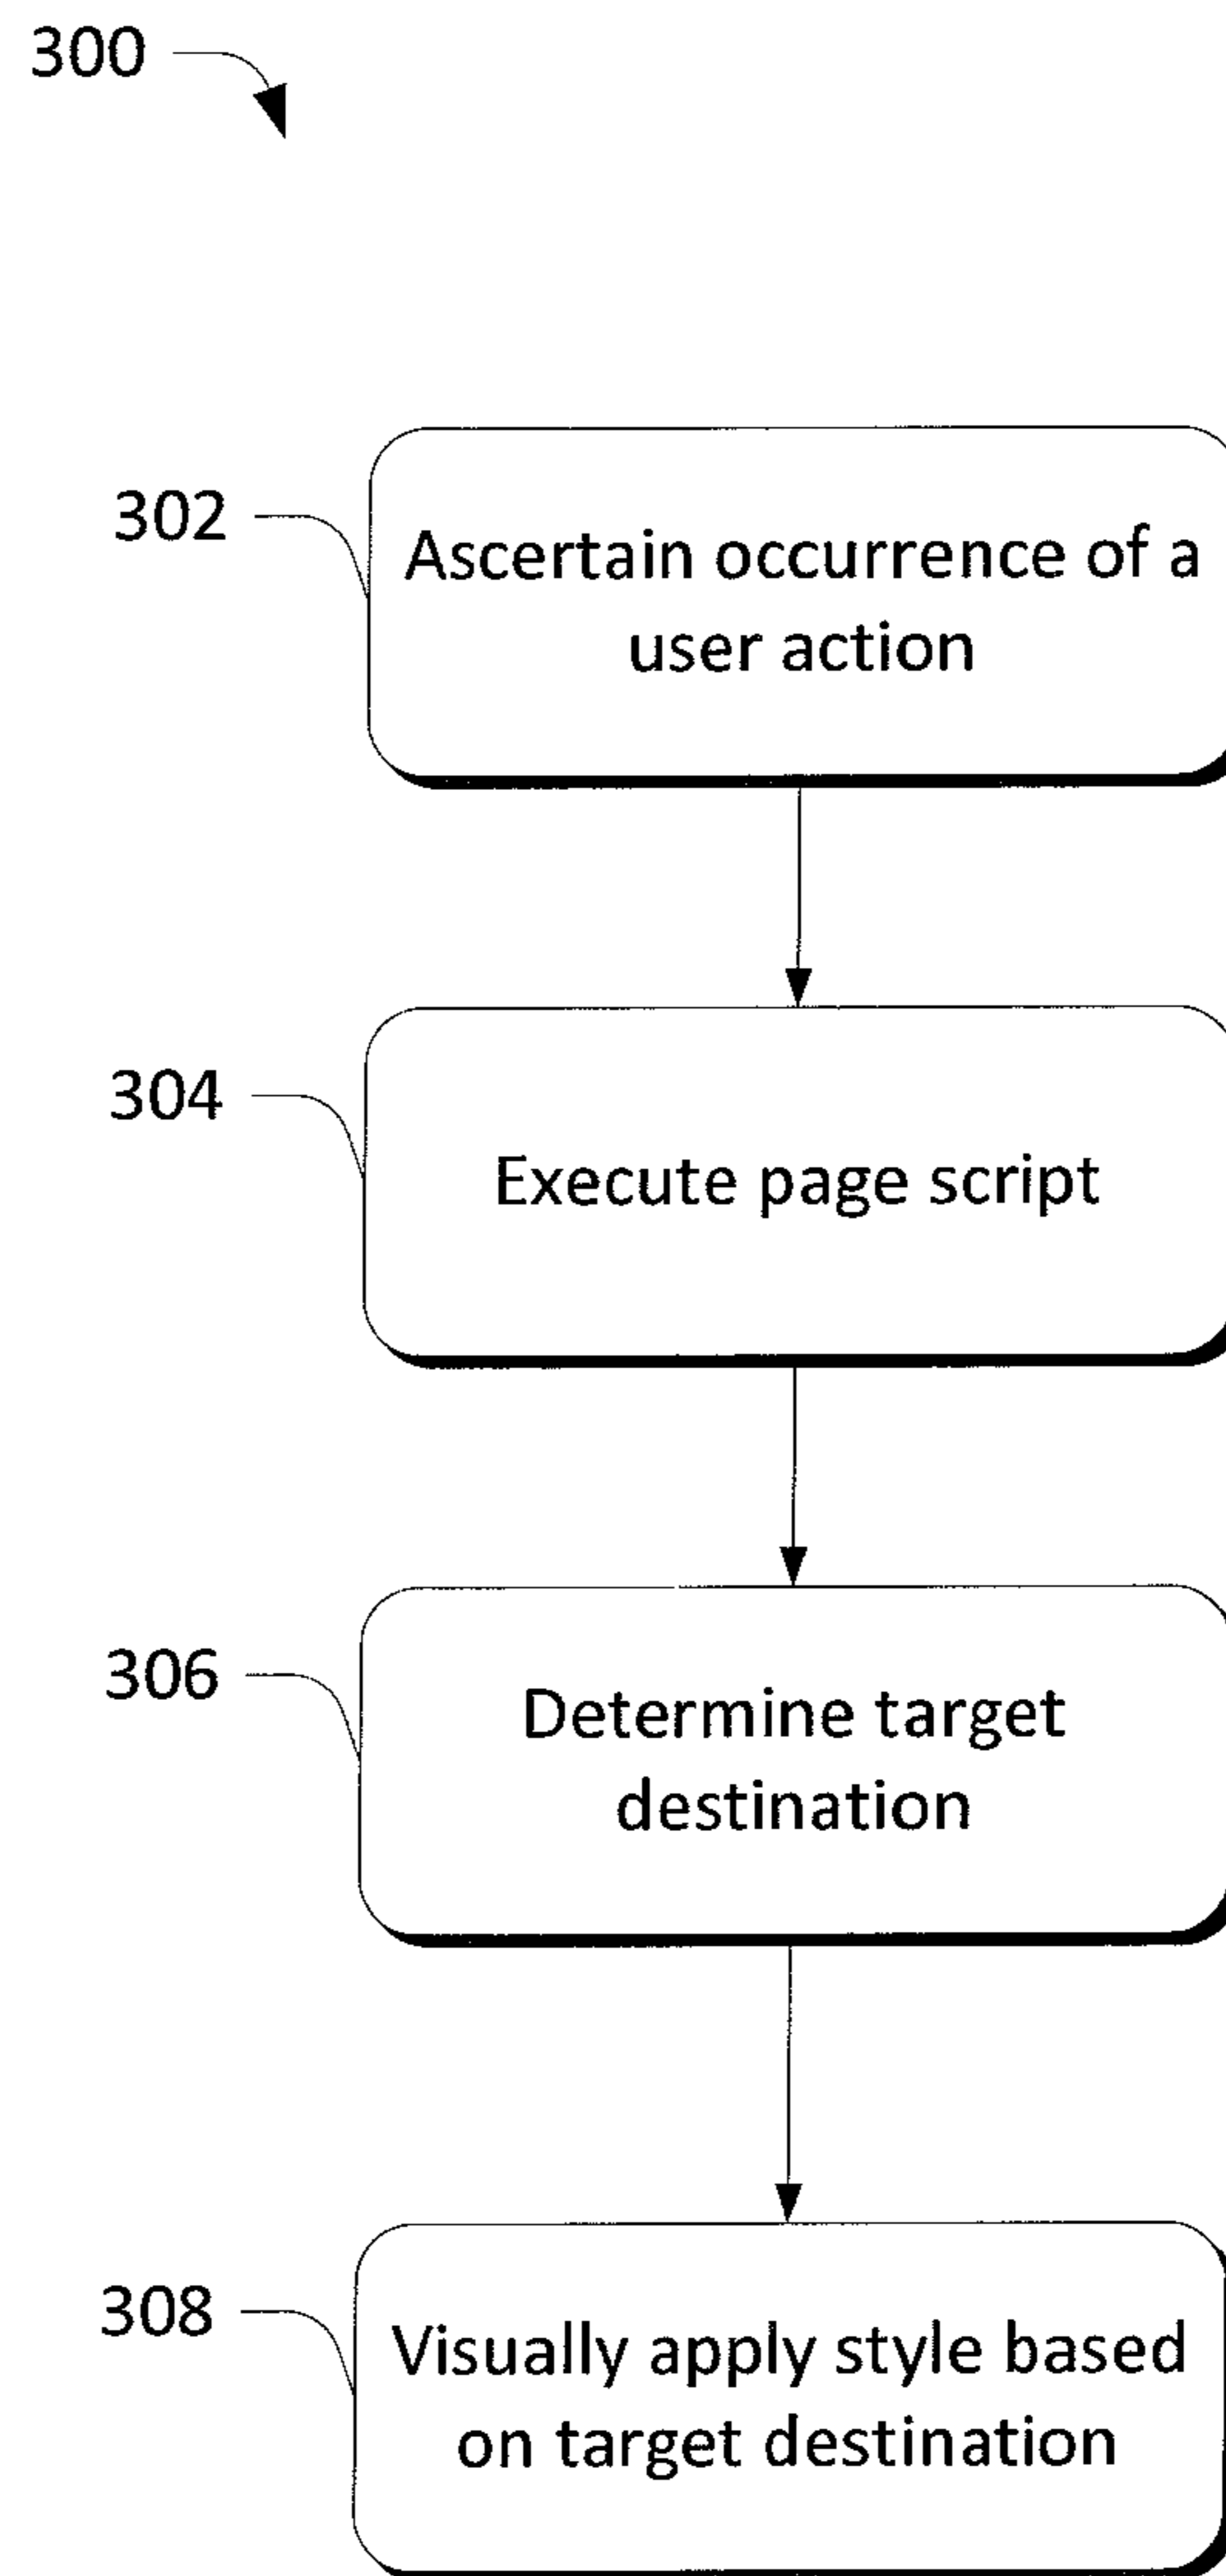 300
302
Ascertain occurrence of a
user action
304
Execute page script
306
Determine target
destination
308
Visually apply style based
on target destination